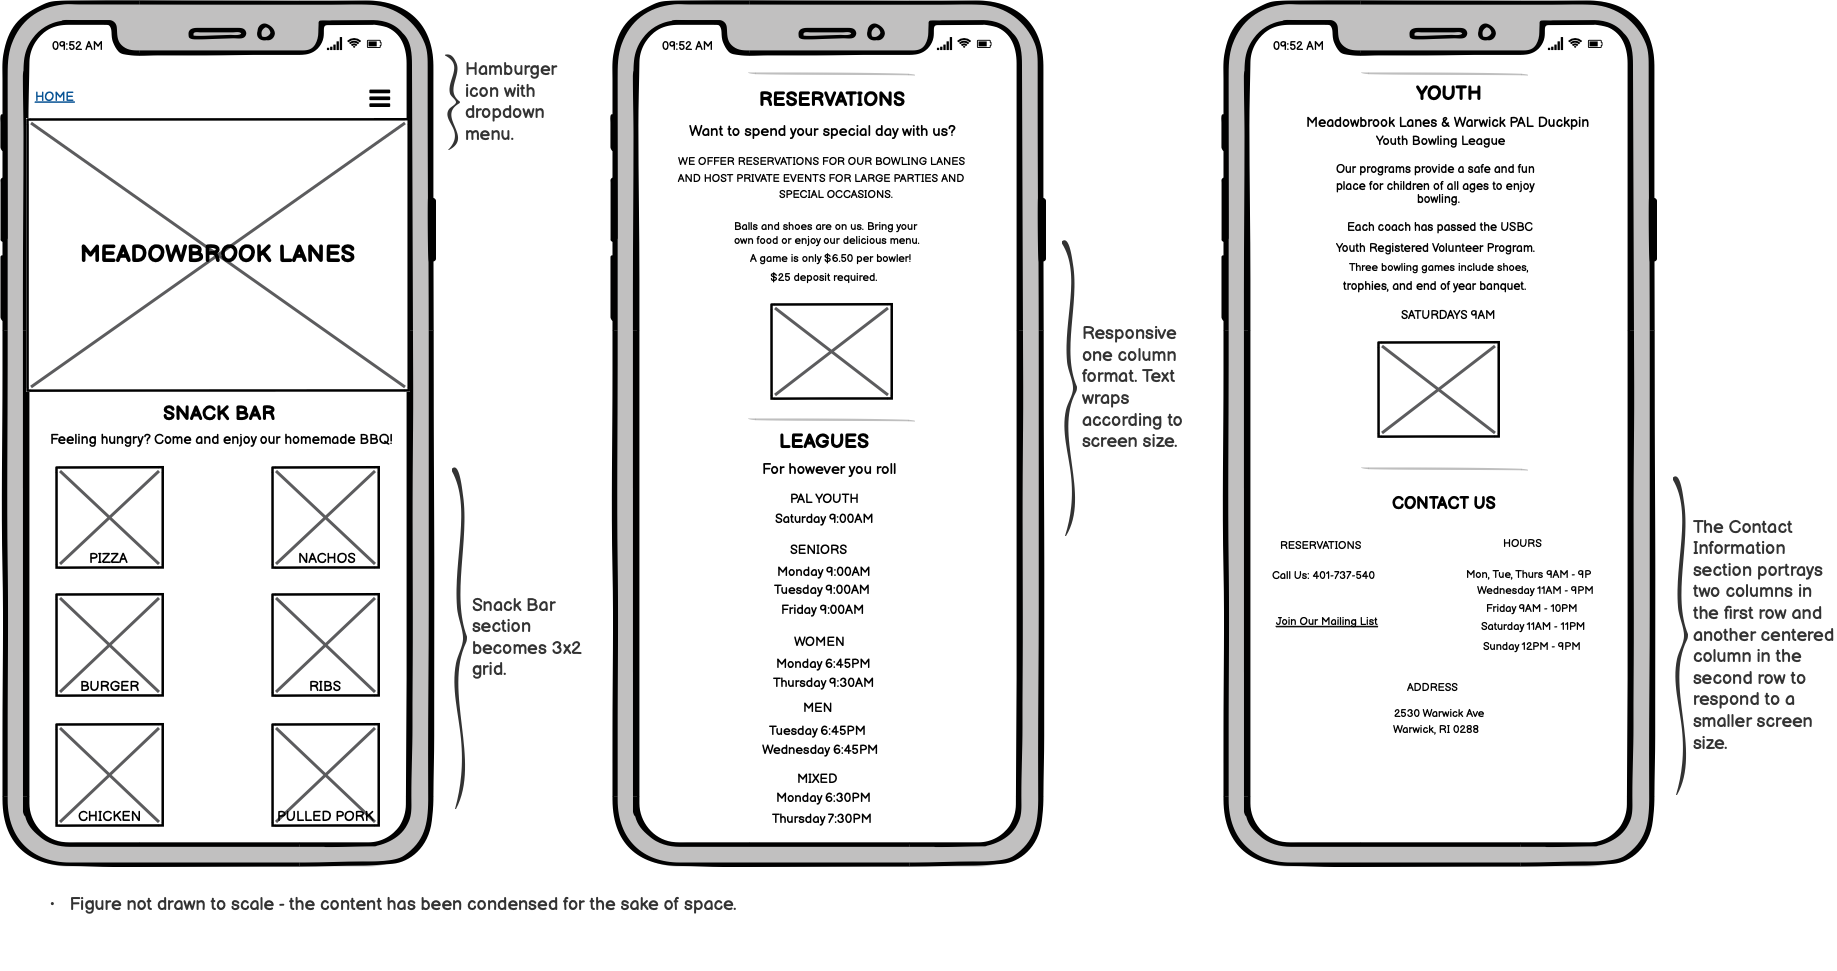 09:52 AM
HOME
MEADOWBROOK LANES
SNACK BAR
Feeling hungry? Come and enjoy our homemade BBQ!
PIZZA
NACHOS
BURGER
RIBS
CHICKEN
PULLED PORK
Hamburger
icon with
dropdown
menu.
Snack Bar
section
becomes 3x2
grid.
09:52 AM
RESERVATIONS
Want to spend your special day with us?
WE OFFER RESERVATIONS FOR OUR BOWLING LANES
AND HOST PRIVATE EVENTS FOR LARGE PARTIES AND
SPECIAL OCCASIONS.
Balls and shoes are on us. Bring your
own food or enjoy our delicious menu.
A game is only $6.50 per bowler!
$25 deposit required.
LEAGUES
For however you roll
PAL YOUTH
Saturday 9:00AM
SENIORS
Monday 9:00AM
Tuesday 9:00AM
Friday 9:00AM
WOMEN
Monday 6:45PM
Thursday 9:30AM
MEN
Tuesday 6:45PM
Wednesday 6:45PM
MIXED
Monday 6:30PM
Thursday 7:30PM
Responsive
one column
format. Text
wraps
according to
screen size.
09:52 AM
YOUTH
Meadowbrook Lanes & Warwick PAL Duckpin
Youth Bowling League
Our programs provide a safe and fun
place for children of all ages to enjoy
bowling.
Each coach has passed the USBC
Youth Registered Volunteer Program.
Three bowling games include shoes,
trophies, and end of year banquet.
SATURDAYS 9AM
CONTACT US
RESERVATIONS
Call Us: 401-737-540
Join Our Mailing List
HOURS
Mon, Tue, Thurs 9AM - 9P
Wednesday 11AM - 9PM
Friday 9AM - 10PM
Saturday 11AM - 11PM
Sunday 12PM - 9PM
ADDRESS
2530 Warwick Ave
Warwick, RI 0288
The Contact
Information
section portrays
two columns in
the first row and
another centered
column in the
second row to
respond to a
smaller screen
size.
· Figure not drawn to scale - the content has been condensed for the sake of space.